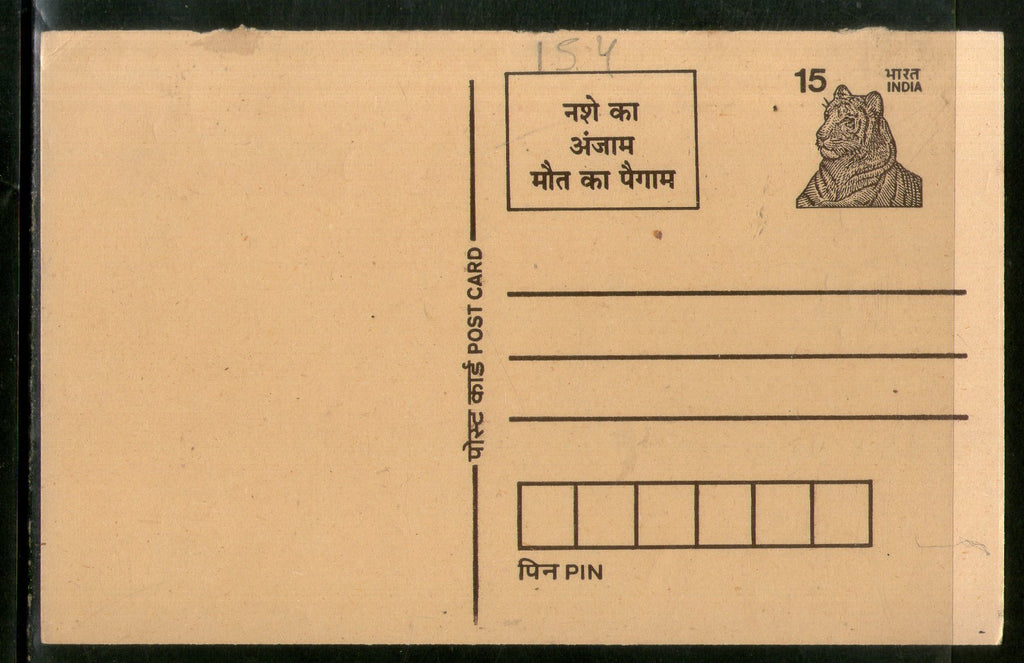 154
नशे का
अंजाम
मौत का पैगाम
15
भारत
INDIA
पोस्ट कार्ड POST CARD
पिन PIN